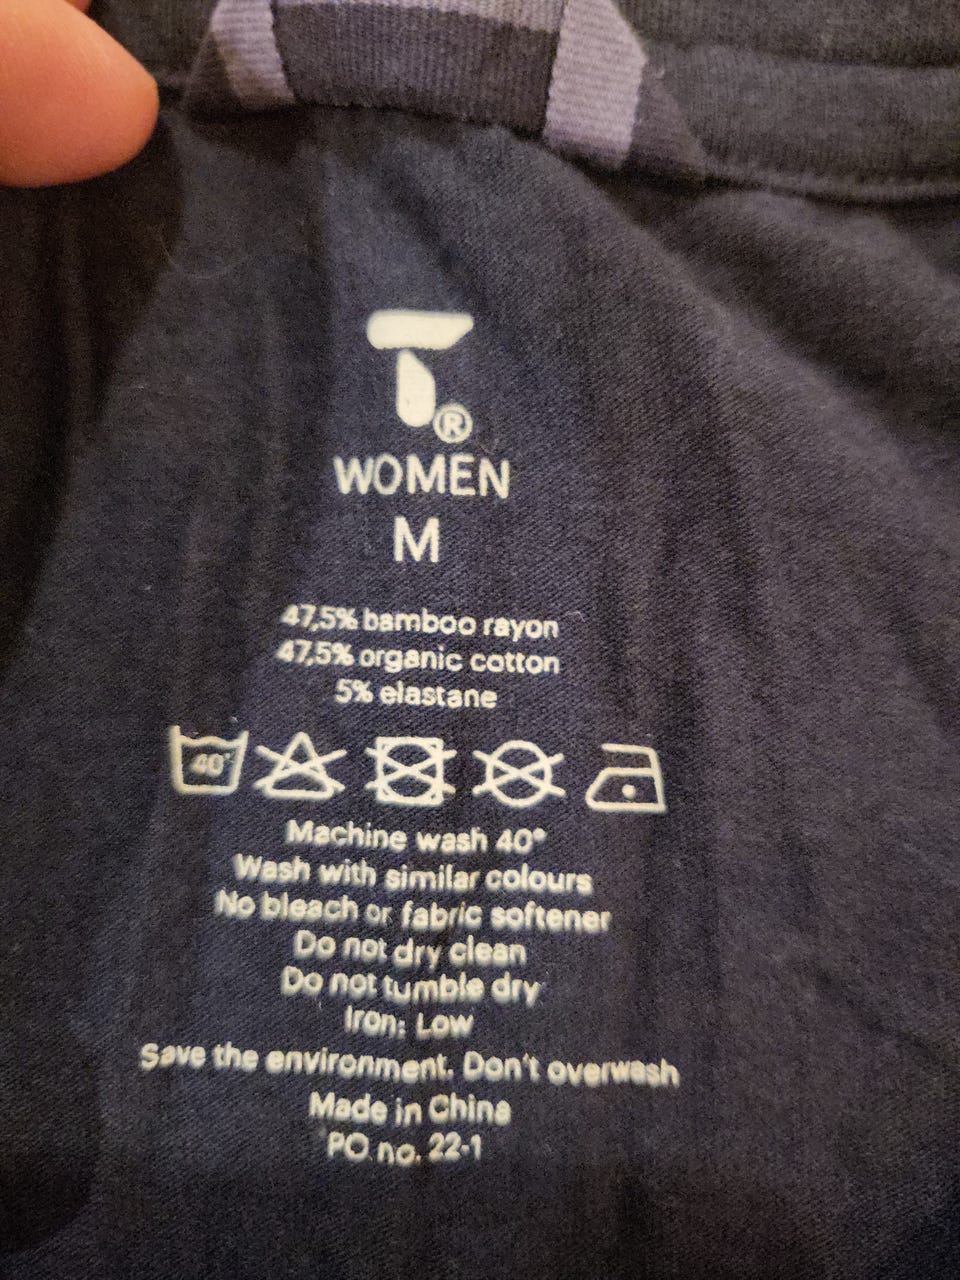 T®
WOMEN
M
47,5% bamboo rayon
47,5% organic cotton
5% elastane
40°
Machine wash 40°
Wash with similar colours
No bleach or fabric softener
Do not dry clean
Do not tumble dry
Iron: Low
Save the environment. Don't overwash
Made in China
PO no. 22-1